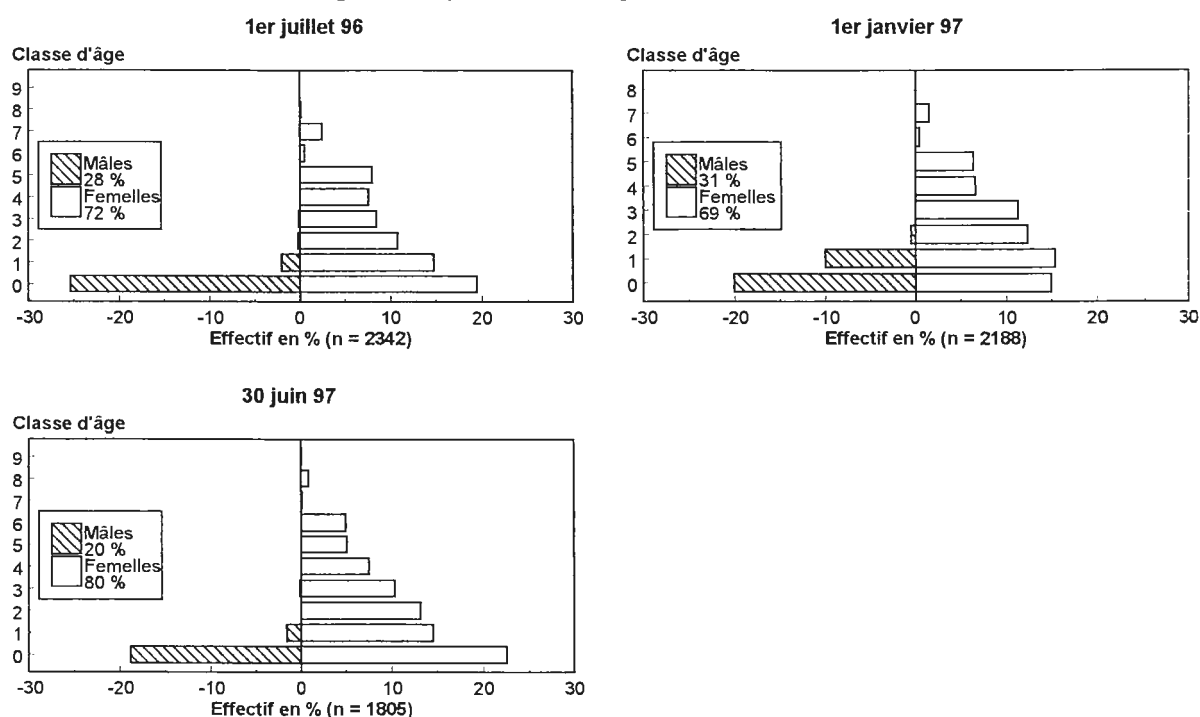 1er juillet 96
Classe d'âge
9
8
7
6
5
4
3
2
1
0
Mâles
28 %
Femelles
72 %
-30 -20 -10 0 10 20 30
Effectif en % (n = 2342)
1er janvier 97
Classe d'âge
8
7
6
5
4
3
2
1
0
Mâles
31 %
Femelles
69 %
-30 -20 -10 0 10 20 30
Effectif en % (n = 2188)
30 juin 97
Classe d'âge
9
8
7
6
5
4
3
2
1
0
Mâles
20 %
Femelles
80 %
-30 -20 -10 0 10 20 30
Effectif en % (n = 1805)